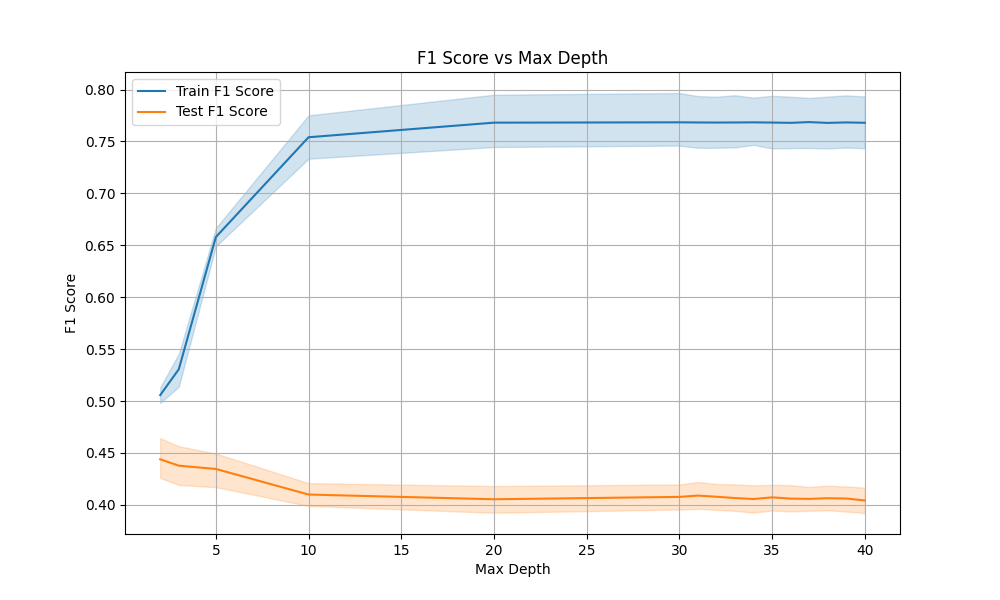 F1 Score vs Max Depth
Train F1 Score
Test F1 Score
F1 Score
0.80
0.75
0.70
0.65
0.60
0.55
0.50
0.45
0.40
5 10 15 20 25 30 35 40
Max Depth